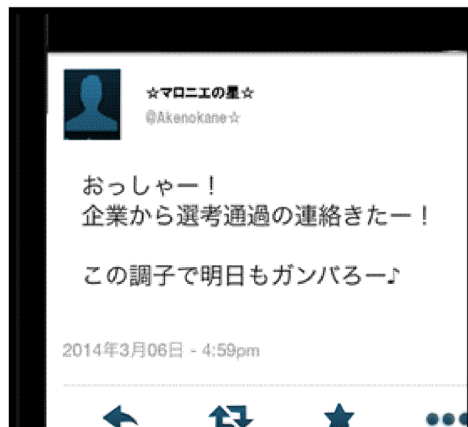 ☆マロニエの星☆
@Akenokane☆
おっしゃー！
企業から選考通過の連絡きたー！
この調子で明日もガンバろー♪
2014年3月06日 - 4:59pm